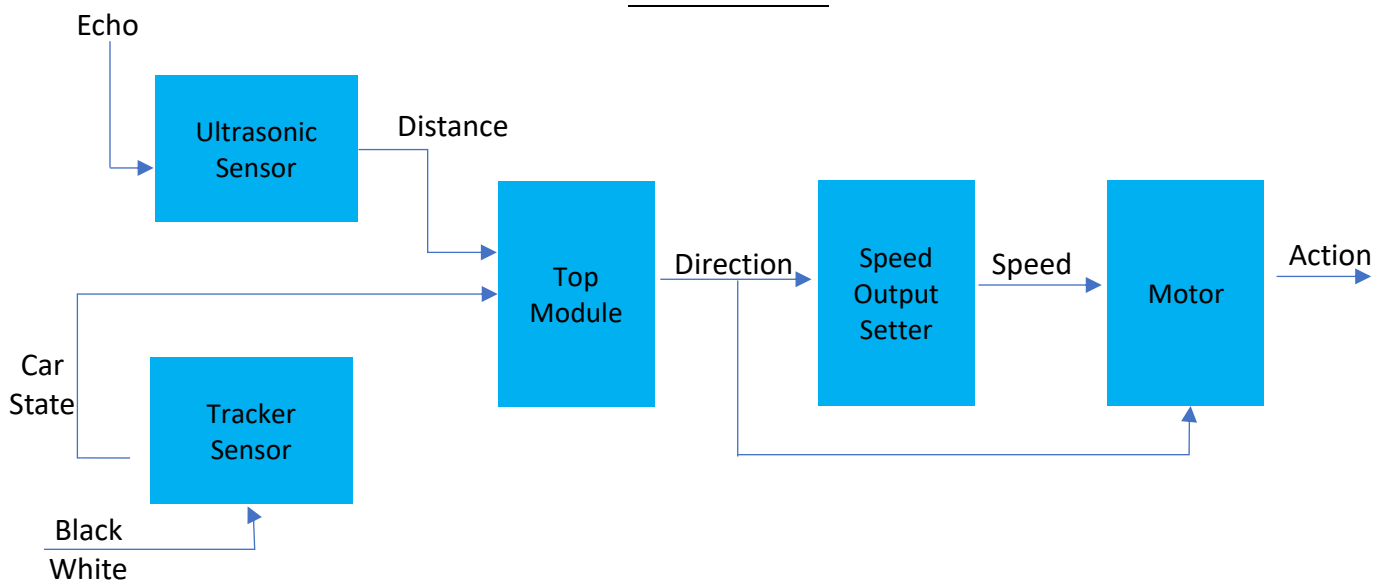 Echo
Ultrasonic
Sensor
Distance
Top
Module
Direction
Speed
Output
Setter
Speed
Motor
Action
Car
State
Tracker
Sensor
Black
White